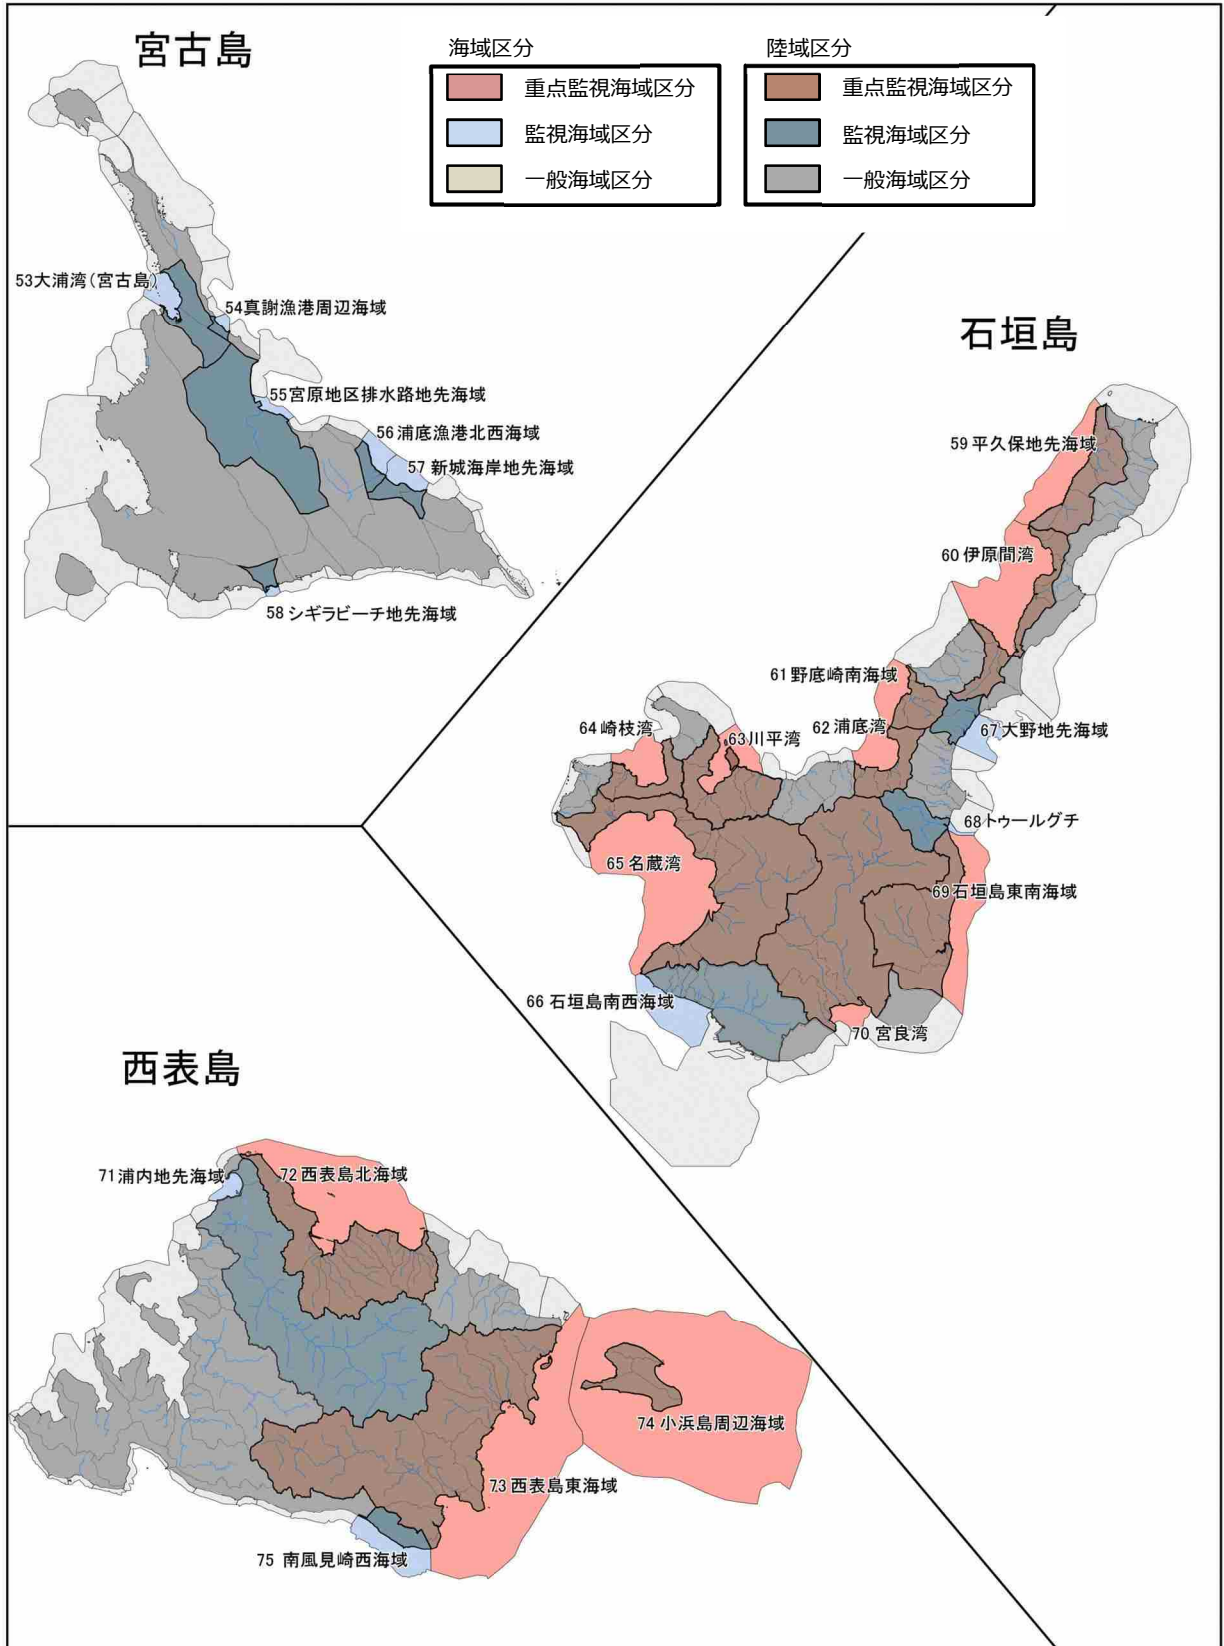 宮古島
海域区分
重点監視海域区分
監視海域区分
一般海域区分
陸域区分
重点監視海域区分
監視海域区分
一般海域区分
53大浦湾(宮古島)
54真謝漁港周辺海域
55宮原地区排水路地先海域
56浦底漁港北西海域
57 新城海岸地先海域
58 シギラビーチ地先海域
石垣島
59 平久保地先海域
60 伊原間湾
61 野底崎南海域
62 浦底湾
63 川平湾
64 崎枝湾
65 名蔵湾
66 石垣島南西海域
67 大野地先海域
68 トゥールグチ
69 石垣島東南海域
70 宮良湾
西表島
71 浦内地先海域
72 西表島北海域
73 西表島東海域
74 小浜島周辺海域
75 南風見崎西海域